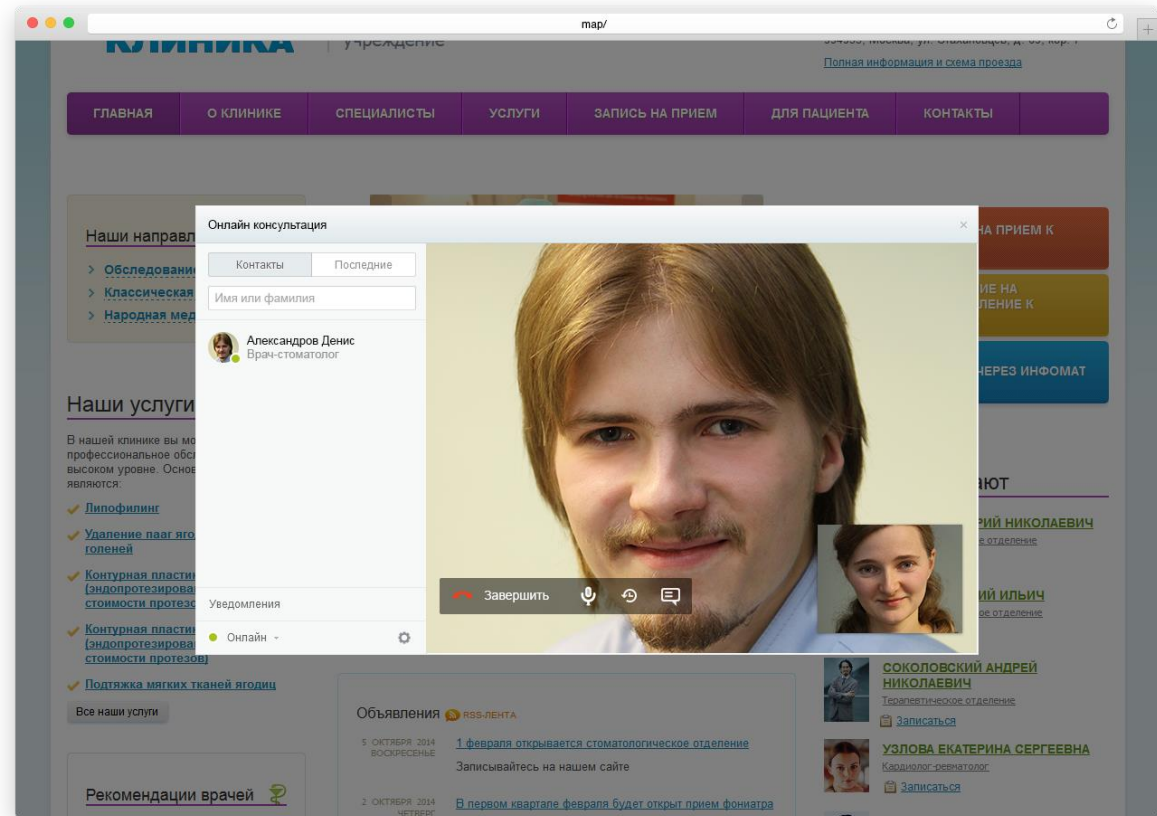 map/
КЛИНИКА
учреждение
Полная информация и схема проезда
ГЛАВНАЯ
О КЛИНИКЕ
СПЕЦИАЛИСТЫ
УСЛУГИ
ЗАПИСЬ НА ПРИЕМ
ДЛЯ ПАЦИЕНТА
КОНТАКТЫ
Наши направл
Обследовани
Классическая
Народная мед
Онлайн консультация
Контакты
Последние
Имя или фамилия
Александров Денис
Врач-стоматолог
Уведомления
Онлайн
Завершить
НА ПРИЕМ К
ИЕ НА
ЛЕНИЕ К
ЧЕРЕЗ ИНФОМАТ
Наши услуги
В нашей клинике вы мо
профессиональное обсл
высоком уровне. Основ
являются:
Липофилинг
Удаление пааг яго
голеней
Контурная пластин
(эндопротезирова
стоимости протезо
Контурная пластин
(эндопротезирова
стоимости протезов)
Подтяжка мягких тканей ягодиц
Все наши услуги
Рекомендации врачей
Объявления
RSS-ЛЕНТА
5 ОКТЯБРЯ 2014
ВОСКРЕСЕНЬЕ
1 февраля открывается стоматологическое отделение
Записывайтесь на нашем сайте
2 ОКТЯБРЯ 2014
ЧЕТВЕРГ
В первом квартале февраля будет открыт прием фониатра
ают
РИЙ НИКОЛАЕВИЧ
е отделение
ИЙ ИЛЬИЧ
ое отделение
СОКОЛОВСКИЙ АНДРЕЙ
НИКОЛАЕВИЧ
Терапевтическое отделение
Записаться
УЗЛОВА ЕКАТЕРИНА СЕРГЕЕВНА
Кардиолог-ревматолог
Записаться